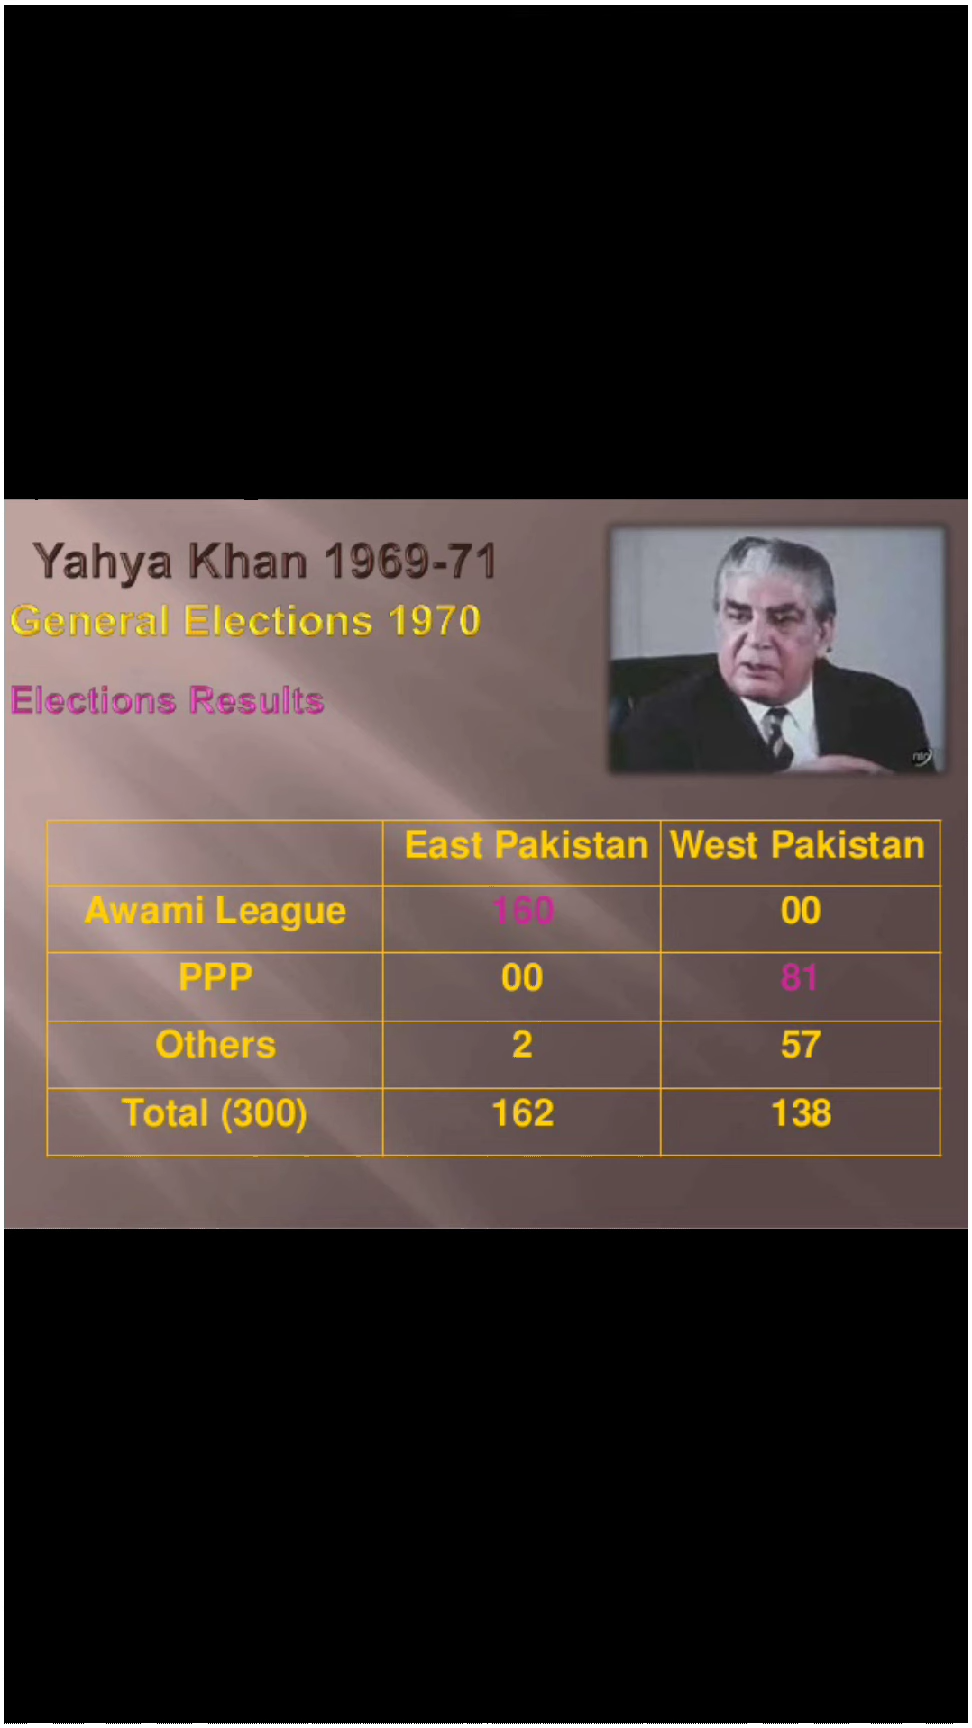 Yahya Khan 1969-71
General Elections 1970
Elections Results
East Pakistan West Pakistan
Awami League 160 00
PPP 00 81
Others 2 57
Total (300) 162 138